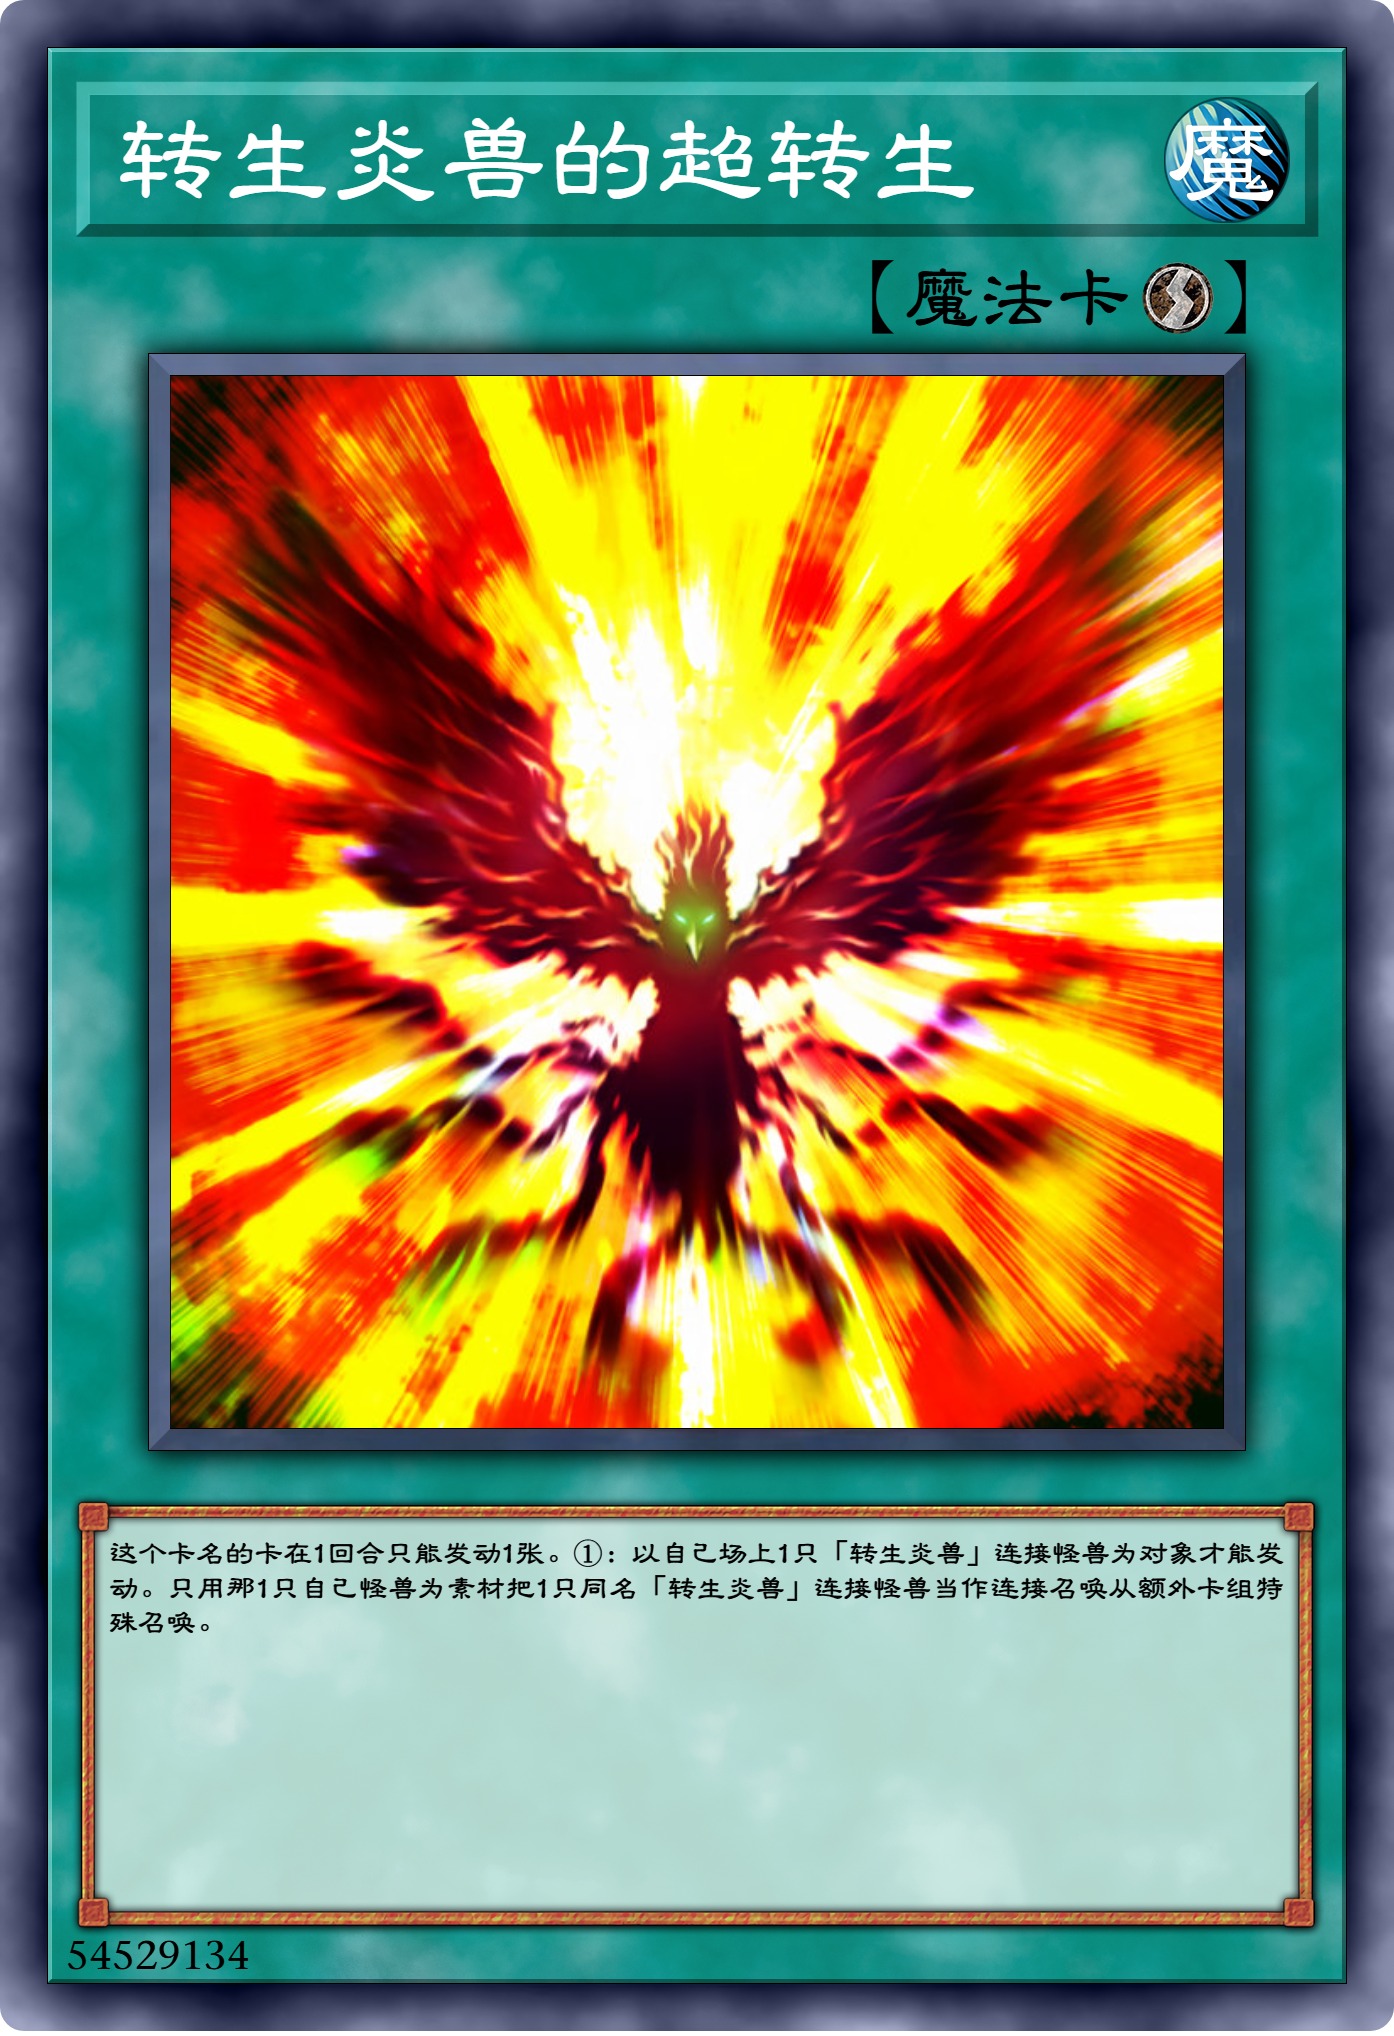 转生炎兽的超转生
魔
【魔法卡】
这个卡名的卡在1回合只能发动1张。①：以自己场上1只「转生炎兽」连接怪兽为对象才能发
动。只用那1只自己怪兽为素材把1只同名「转生炎兽」连接怪兽当作连接召唤从额外卡组特
殊召唤。
54529134